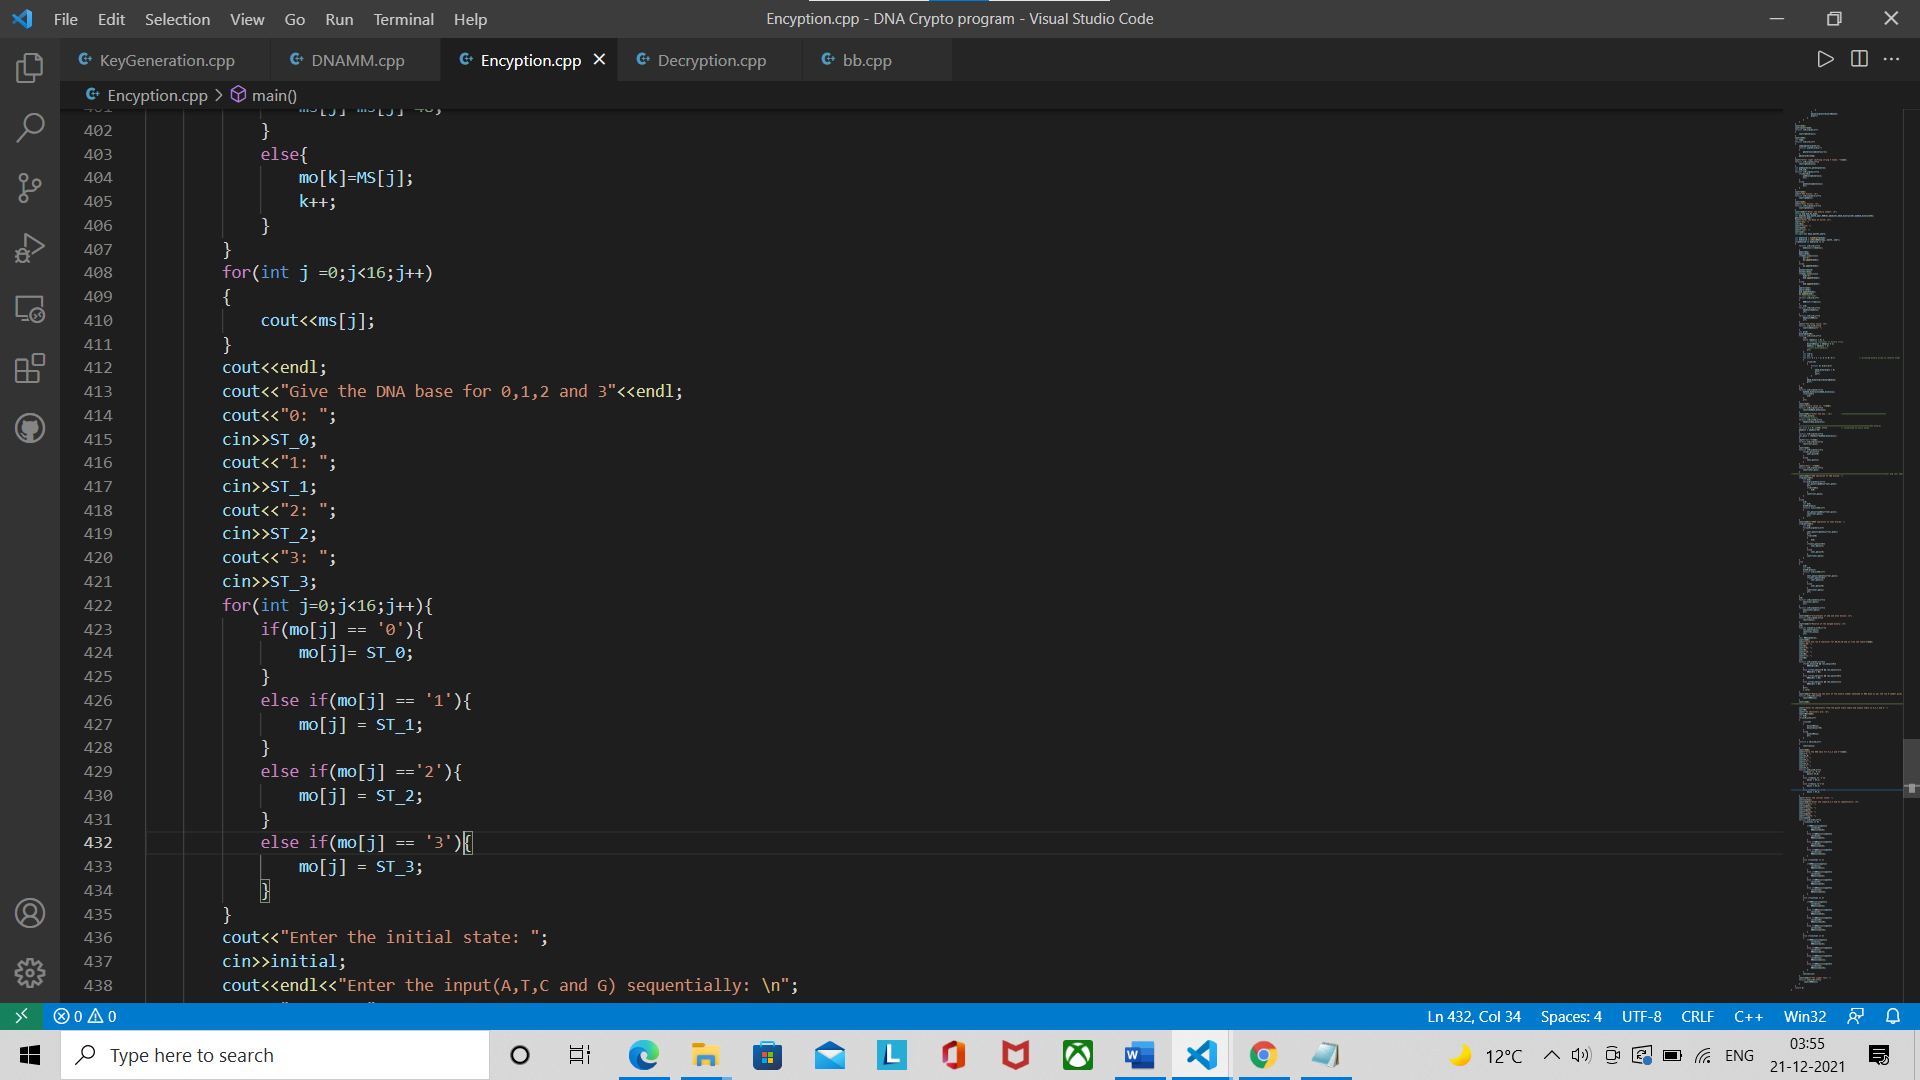 File Edit Selection View Go Run Terminal Help
Encyption.cpp - DNA Crypto program - Visual Studio Code
KeyGeneration.cpp DNAMM.cpp Encyption.cpp Decryption.cpp bb.cpp
Encyption.cpp > main()
402 }
403 else{
404 mo[k]=MS[j];
405 k++;
406 }
407 }
408 for(int j =0;j<16;j++)
409 {
410 cout<<ms[j];
411 }
412 cout<<endl;
413 cout<<"Give the DNA base for 0,1,2 and 3"<<endl;
414 cout<<"0: ";
415 cin>>ST_0;
416 cout<<"1: ";
417 cin>>ST_1;
418 cout<<"2: ";
419 cin>>ST_2;
420 cout<<"3: ";
421 cin>>ST_3;
422 for(int j=0;j<16;j++){
423 if(mo[j] == '0'){
424 mo[j]= ST_0;
425 }
426 else if(mo[j] == '1'){
427 mo[j] = ST_1;
428 }
429 else if(mo[j] =='2'){
430 mo[j] = ST_2;
431 }
432 else if(mo[j] == '3'){
433 mo[j] = ST_3;
434 }
435 }
436 cout<<"Enter the initial state: ";
437 cin>>initial;
438 cout<<endl<<"Enter the input(A,T,C and G) sequentially: \n";
0 0 Ln 432, Col 34 Spaces: 4 UTF-8 CRLF C++ Win32
Type here to search
12°C ENG
03:55
21-12-2021